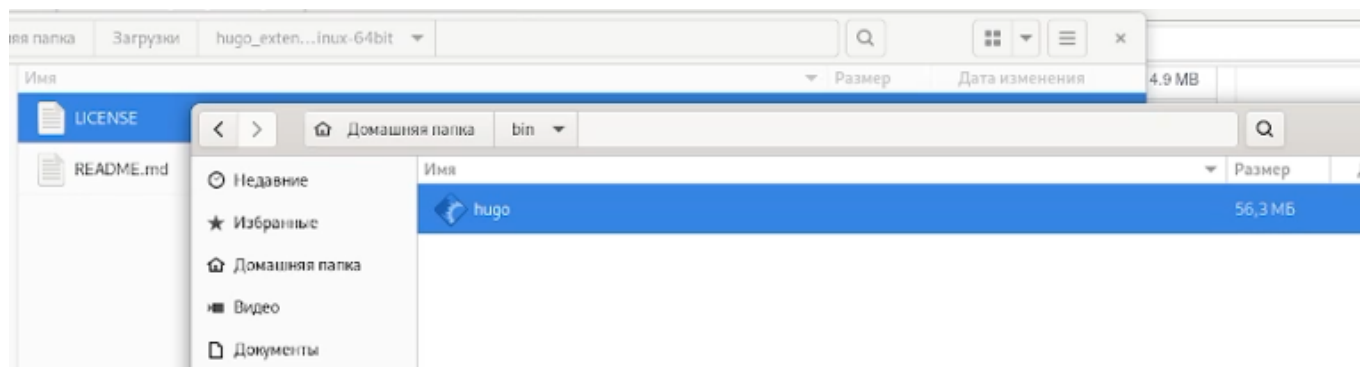 Загрузки hugo_exten...inux-64bit
Имя Размер Дата изменения 4.9 MB
LICENSE
README.md
Домашняя папка bin
Имя Размер
hugo 56,3 МБ
Недавние
Избранные
Домашняя папка
Видео
Документы